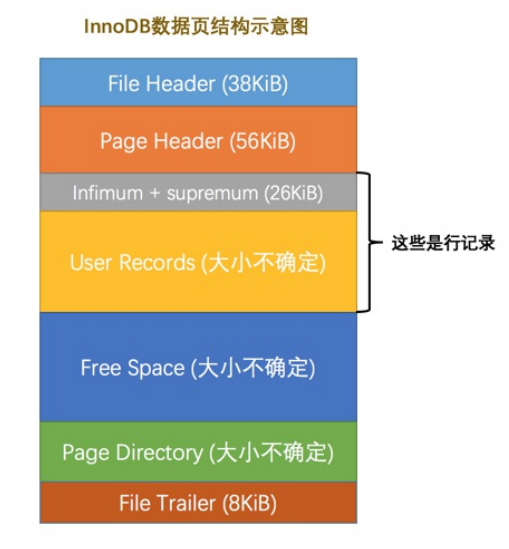 InnoDB数据页结构示意图
File Header (38KiB)
Page Header (56KiB)
Infimum + supremum (26KiB)
User Records (大小不确定)
这些是行记录
Free Space (大小不确定)
Page Directory (大小不确定)
File Trailer (8KiB)